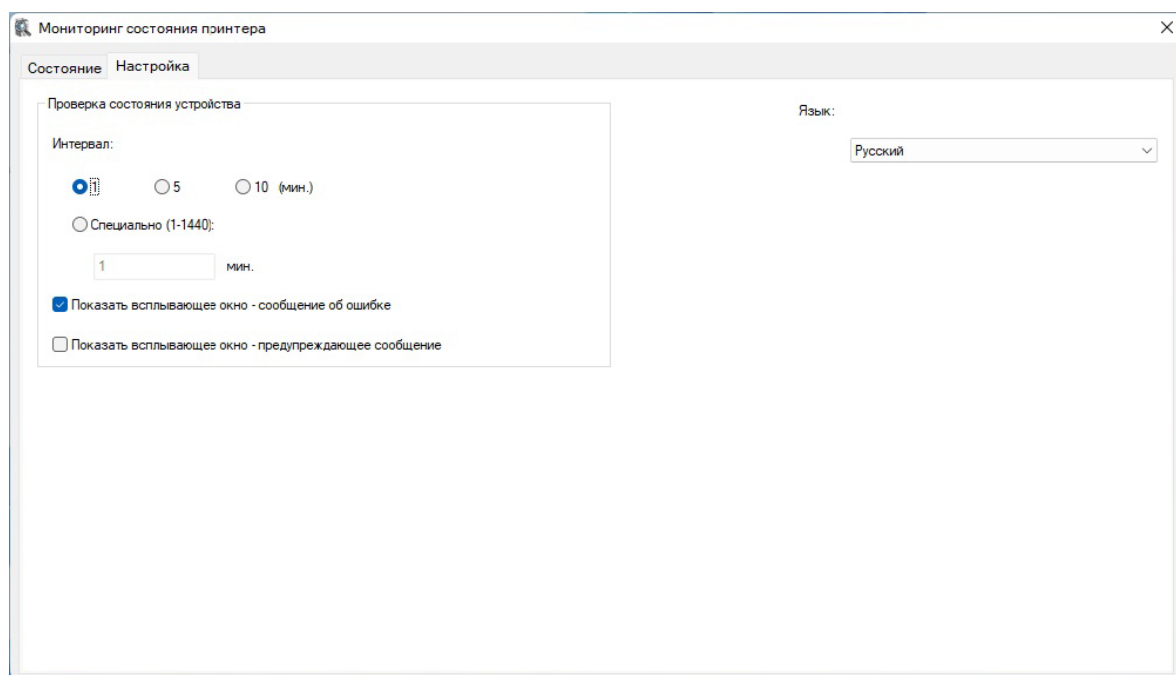 Мониторинг состояния принтера
Состояние Настройка
Проверка состояния устройства
Интервал:
1 5 10 (мин.)
Специально (1-1440):
1 мин.
Показать всплывающее окно - сообщение об ошибке
Показать всплывающее окно - предупреждающее сообщение
Язык:
Русский